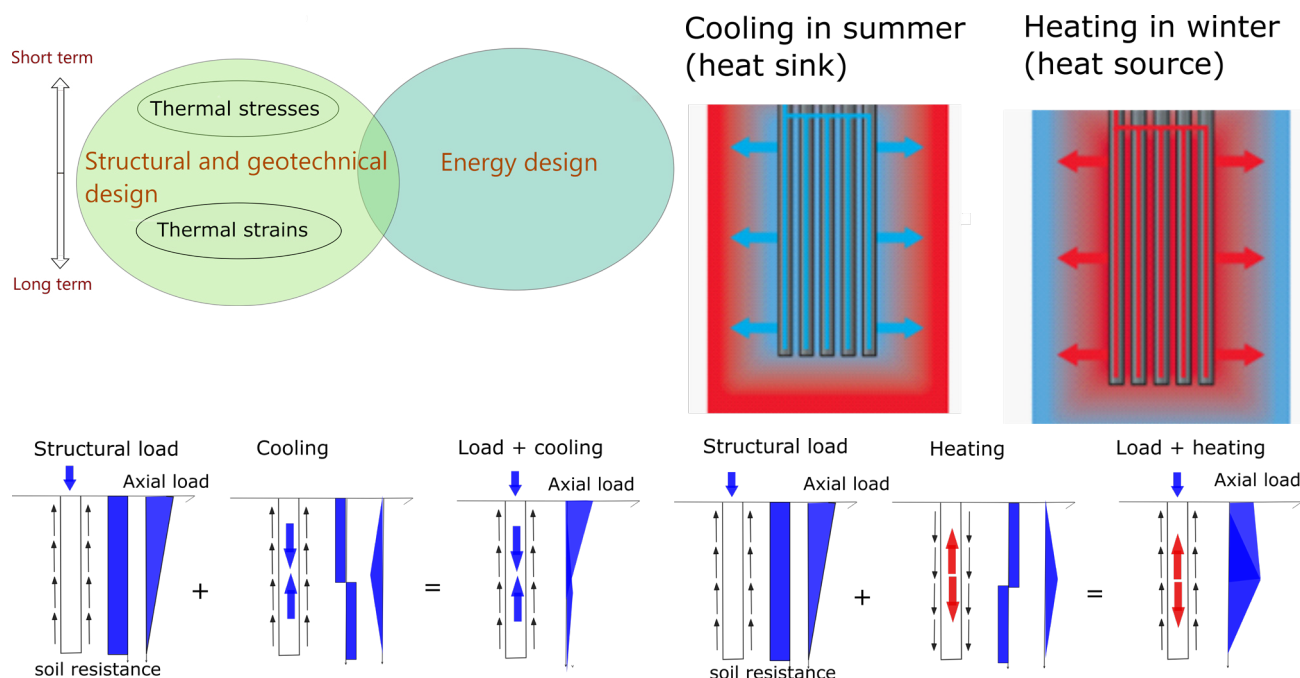 Short term
Long term
Thermal stresses
Structural and geotechnical
design
Thermal strains
Energy design
Cooling in summer
(heat sink)
Heating in winter
(heat source)
Structural load
Axial load
soil resistance
+
Cooling
=
Load + cooling
Axial load
Structural load
Axial load
soil resistance
+
Heating
=
Load + heating
Axial load